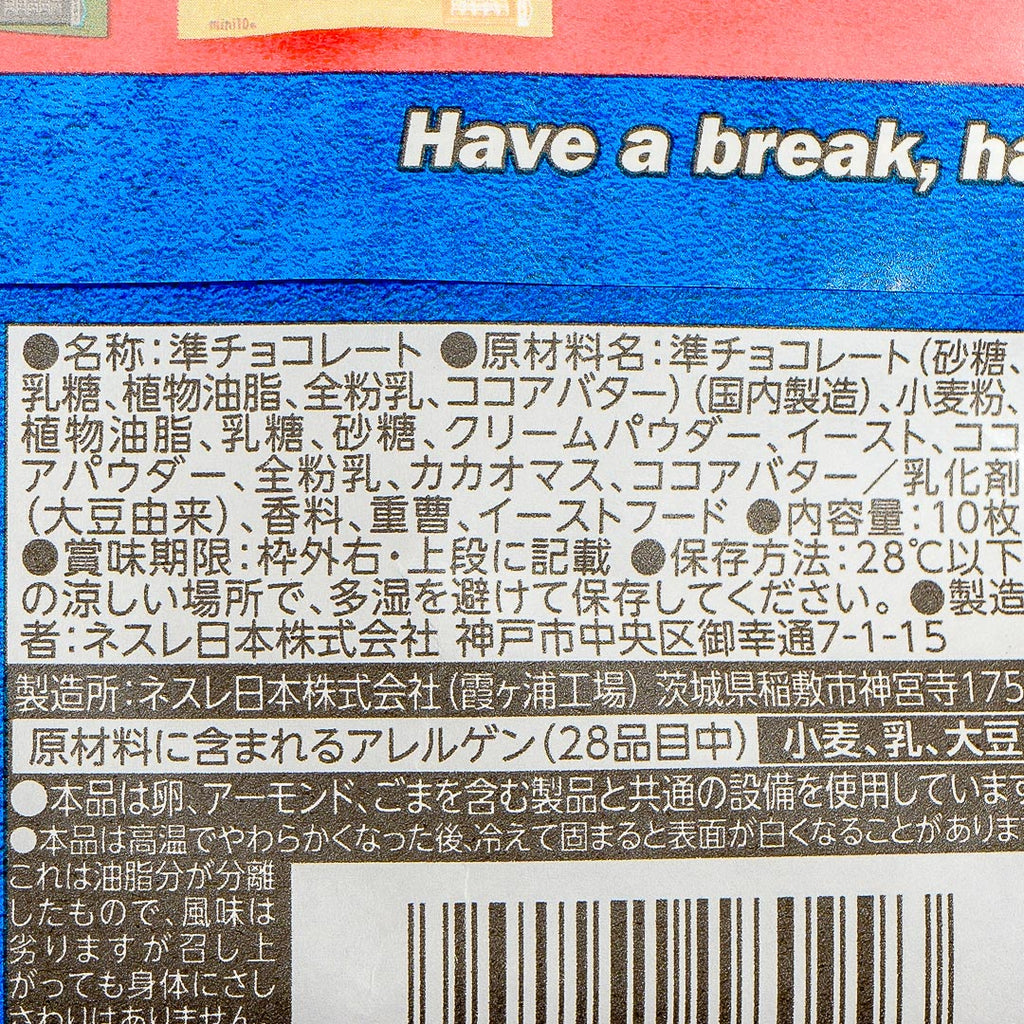 mini10
Have a break, ha
●名称:準チョコレート ●原材料名:準チョコレート(砂糖、
乳糖、植物油脂、全粉乳、ココアバター)(国内製造)、小麦粉、
植物油脂、乳糖、砂糖、クリームパウダー、イースト、ココ
アパウダー、全粉乳、カカオマス、ココアバター/乳化剤
(大豆由来)、香料、重曹、イーストフード ●内容量:10枚
●賞味期限:枠外右・上段に記載 ●保存方法:28℃以下
の涼しい場所で、多湿を避けて保存してください。●製造
者:ネスレ日本株式会社 神戸市中央区御幸通7-1-15
製造所:ネスレ日本株式会社(霞ヶ浦工場) 茨城県稲敷市神宮寺175
原材料に含まれるアレルゲン(28品目中) 小麦、乳、大豆
●本品は卵、アーモンド、ごまを含む製品と共通の設備を使用しています
●本品は高温でやわらかくなった後、冷えて固まると表面が白くなることがありま
これは油脂分が分離
したもので、風味は
劣りますが召し上
がっても身体にさし
さわりはありません。